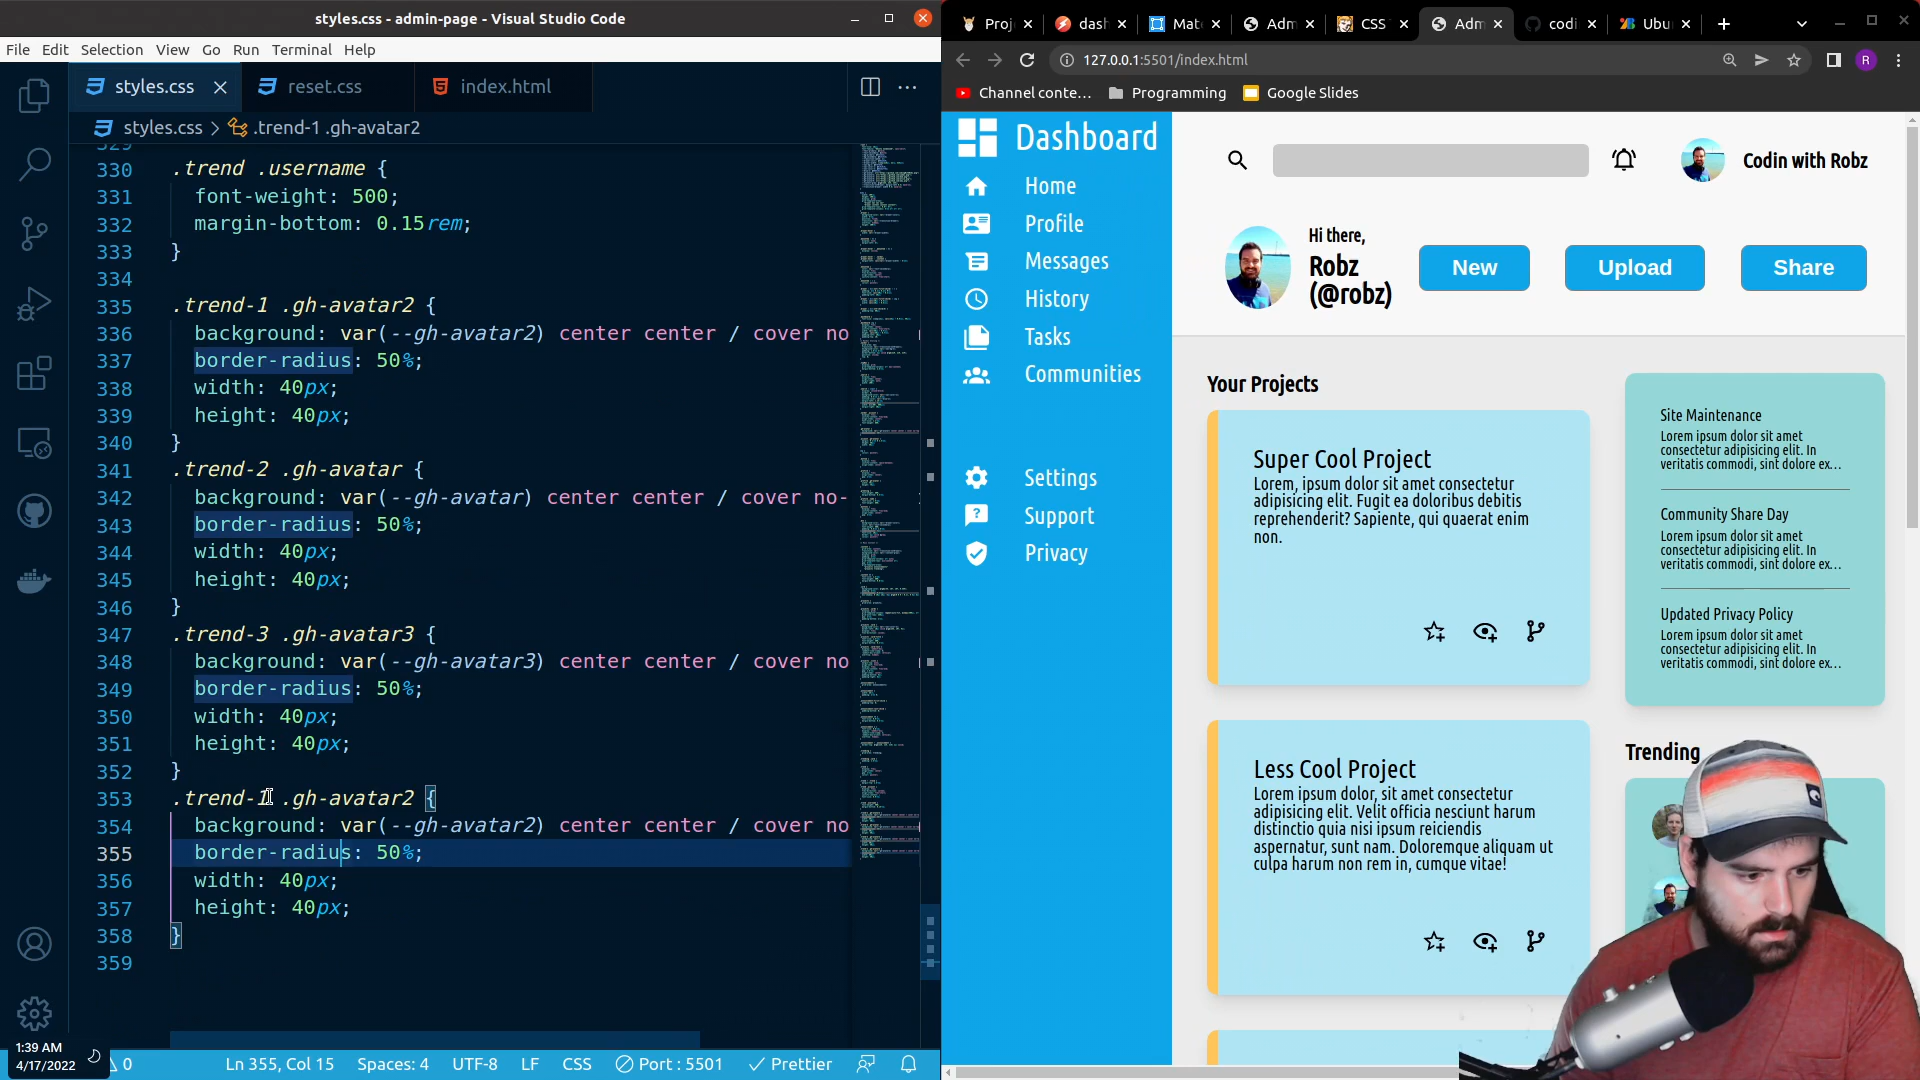 styles.css - admin-page - Visual Studio Code
File Edit Selection View Go Run Terminal Help
styles.css reset.css index.html
styles.css > .trend-1 .gh-avatar2
329
330 .trend .username {
331 font-weight: 500;
332 margin-bottom: 0.15rem;
333 }
334
335 .trend-1 .gh-avatar2 {
336 background: var(--gh-avatar2) center center / cover no
337 border-radius: 50%;
338 width: 40px;
339 height: 40px;
340 }
341 .trend-2 .gh-avatar {
342 background: var(--gh-avatar) center center / cover no-
343 border-radius: 50%;
344 width: 40px;
345 height: 40px;
346 }
347 .trend-3 .gh-avatar3 {
348 background: var(--gh-avatar3) center center / cover no
349 border-radius: 50%;
350 width: 40px;
351 height: 40px;
352 }
353 .trend-1 .gh-avatar2 {
354 background: var(--gh-avatar2) center center / cover no
355 border-radius: 50%;
356 width: 40px;
357 height: 40px;
358 }
359
1:39 AM
4/17/2022
0 Ln 355, Col 15 Spaces: 4 UTF-8 LF CSS Port : 5501 Prettier
Proj dash Mate Adm CSS Adm codi Ubu
127.0.0.1:5501/index.html R
Channel conte... Programming Google Slides
Dashboard
Home
Profile
Messages
History
Tasks
Communities
Settings
Support
Privacy
Codin with Robz
Hi there,
Robz
(@robz)
New Upload Share
Your Projects
Super Cool Project
Lorem, ipsum dolor sit amet consectetur
adipisicing elit. Fugit ea doloribus debitis
reprehenderit? Sapiente, qui quaerat enim
non.
Less Cool Project
Lorem ipsum dolor, sit amet consectetur
adipisicing elit. Velit officia nesciunt harum
distinctio quia nisi ipsum reiciendis
aspernatur, sunt nam. Doloremque aliquam ut
culpa harum non rem in, cumque vitae!
Site Maintenance
Lorem ipsum dolor sit amet
consectetur adipisicing elit. In
veritatis commodi, sint dolore ex...
Community Share Day
Lorem ipsum dolor sit amet
consectetur adipisicing elit. In
veritatis commodi, sint dolore ex...
Updated Privacy Policy
Lorem ipsum dolor sit amet
consectetur adipisicing elit. In
veritatis commodi, sint dolore ex...
Trending